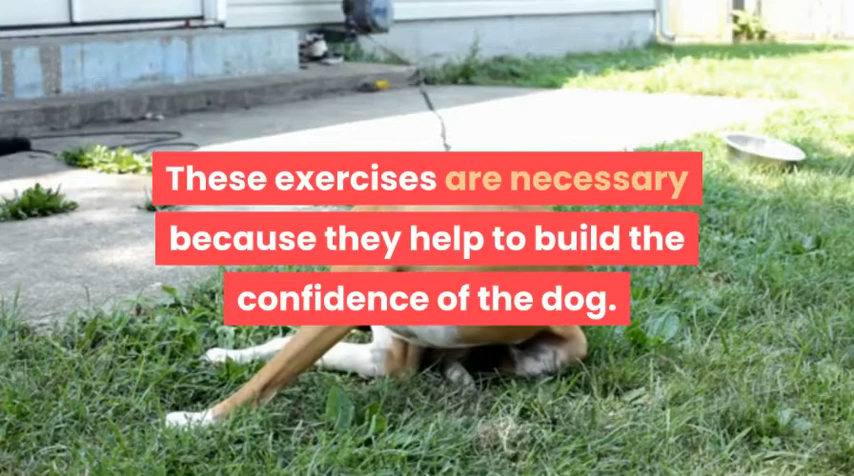 These exercises are necessary
because they help to build the
confidence of the dog.